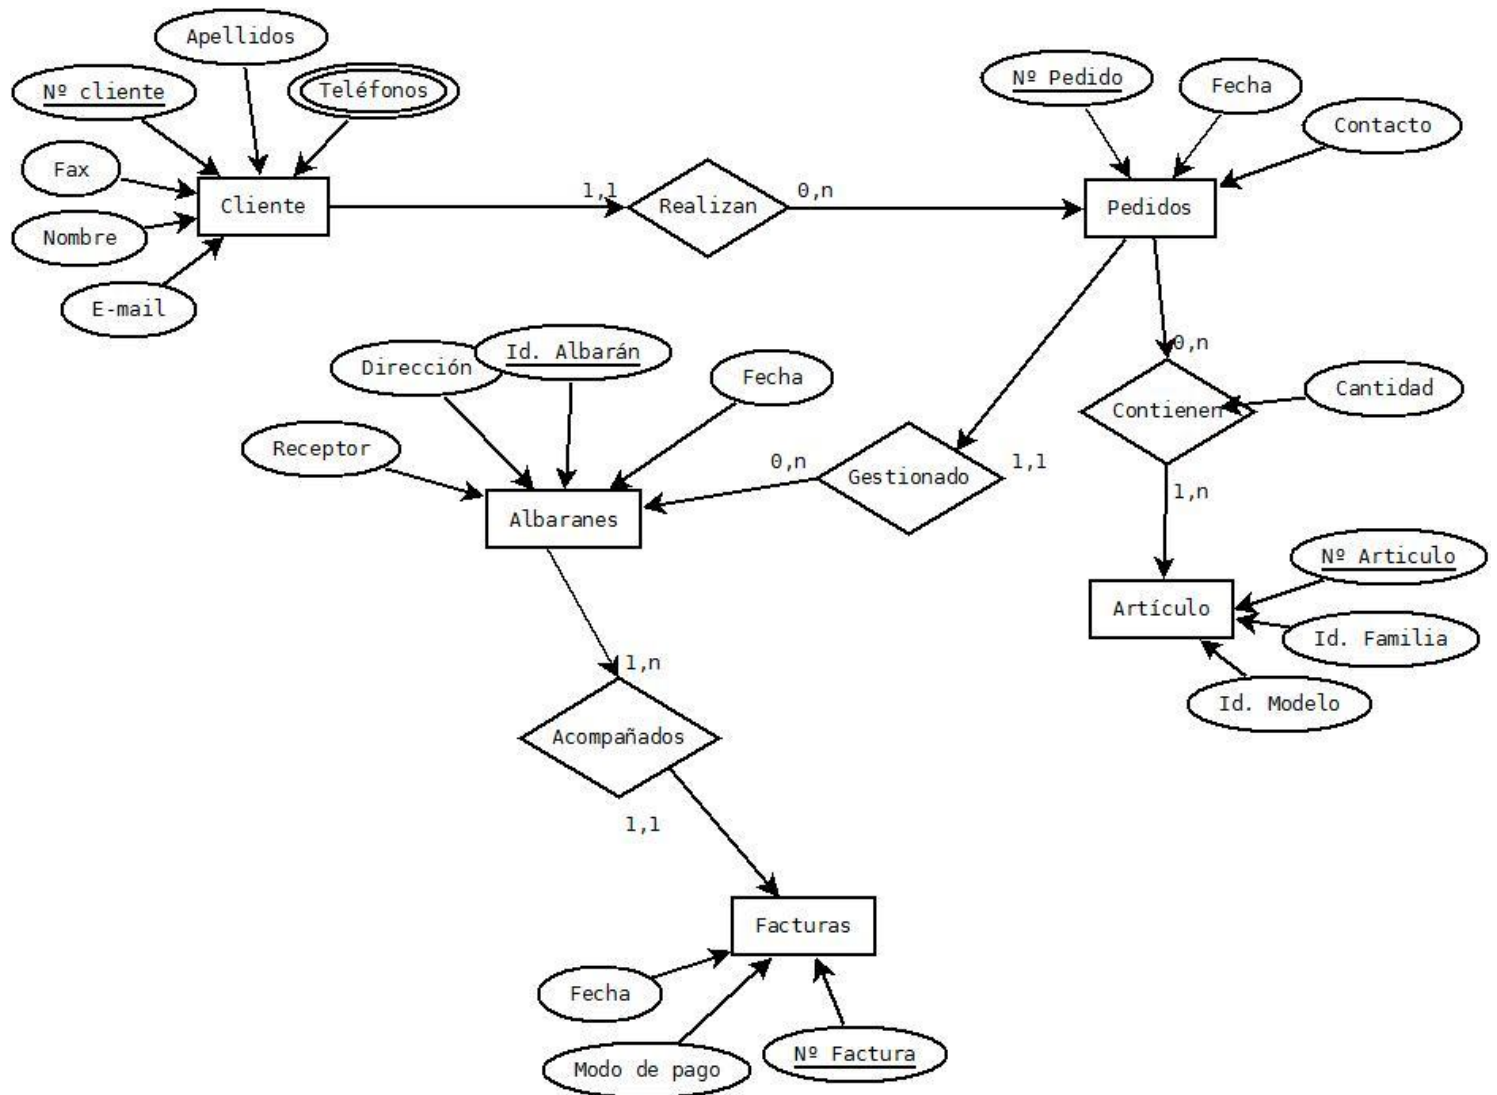 Apellidos
Nº cliente
Teléfonos
Fax
Cliente
Nombre
E-mail
1,1
Realizan
0,n
Nº Pedido
Fecha
Contacto
Pedidos
Dirección
Id. Albarán
Fecha
Receptor
Albaranes
0,n
Gestionado
1,1
0,n
Contienen
Cantidad
1,n
Nº Articulo
Artículo
Id. Familia
Id. Modelo
1,n
Acompañados
1,1
Facturas
Fecha
Modo de pago
Nº Factura